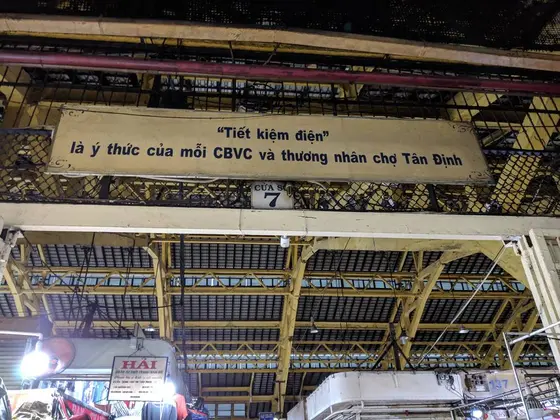 “Tiết kiệm điện”
là ý thức của mỗi CBVC và thương nhân chợ Tân Định
CỬA SỐ
7
HẢI